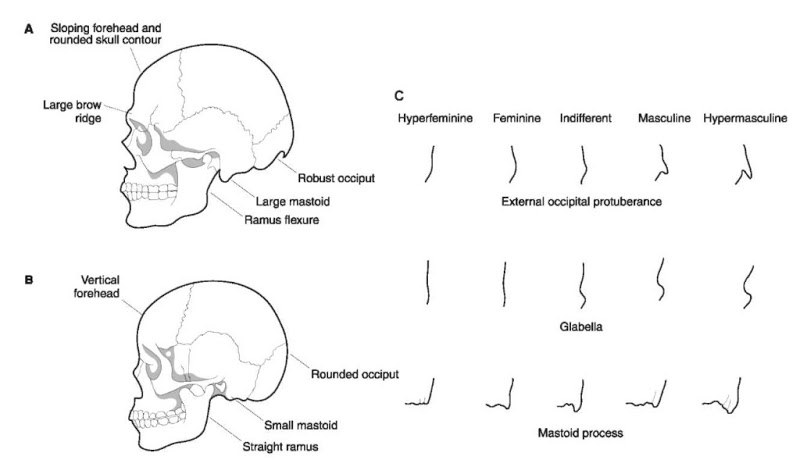 A
Sloping forehead and
rounded skull contour
Large brow
ridge
Robust occiput
Large mastoid
Ramus flexure
B
Vertical
forehead
Rounded occiput
Small mastoid
Straight ramus
C
Hyperfeminine Feminine Indifferent Masculine Hypermasculine
External occipital protuberance
Glabella
Mastoid process